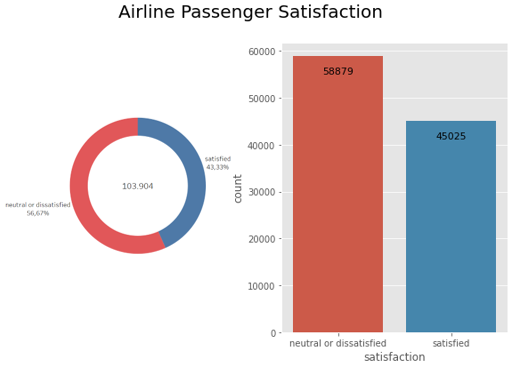 Airline Passenger Satisfaction
satisfied
43,33%
103.904
neutral or dissatisfied
56,67%
count
60000
50000
40000
30000
20000
10000
0
58879
45025
neutral or dissatisfied
satisfied
satisfaction